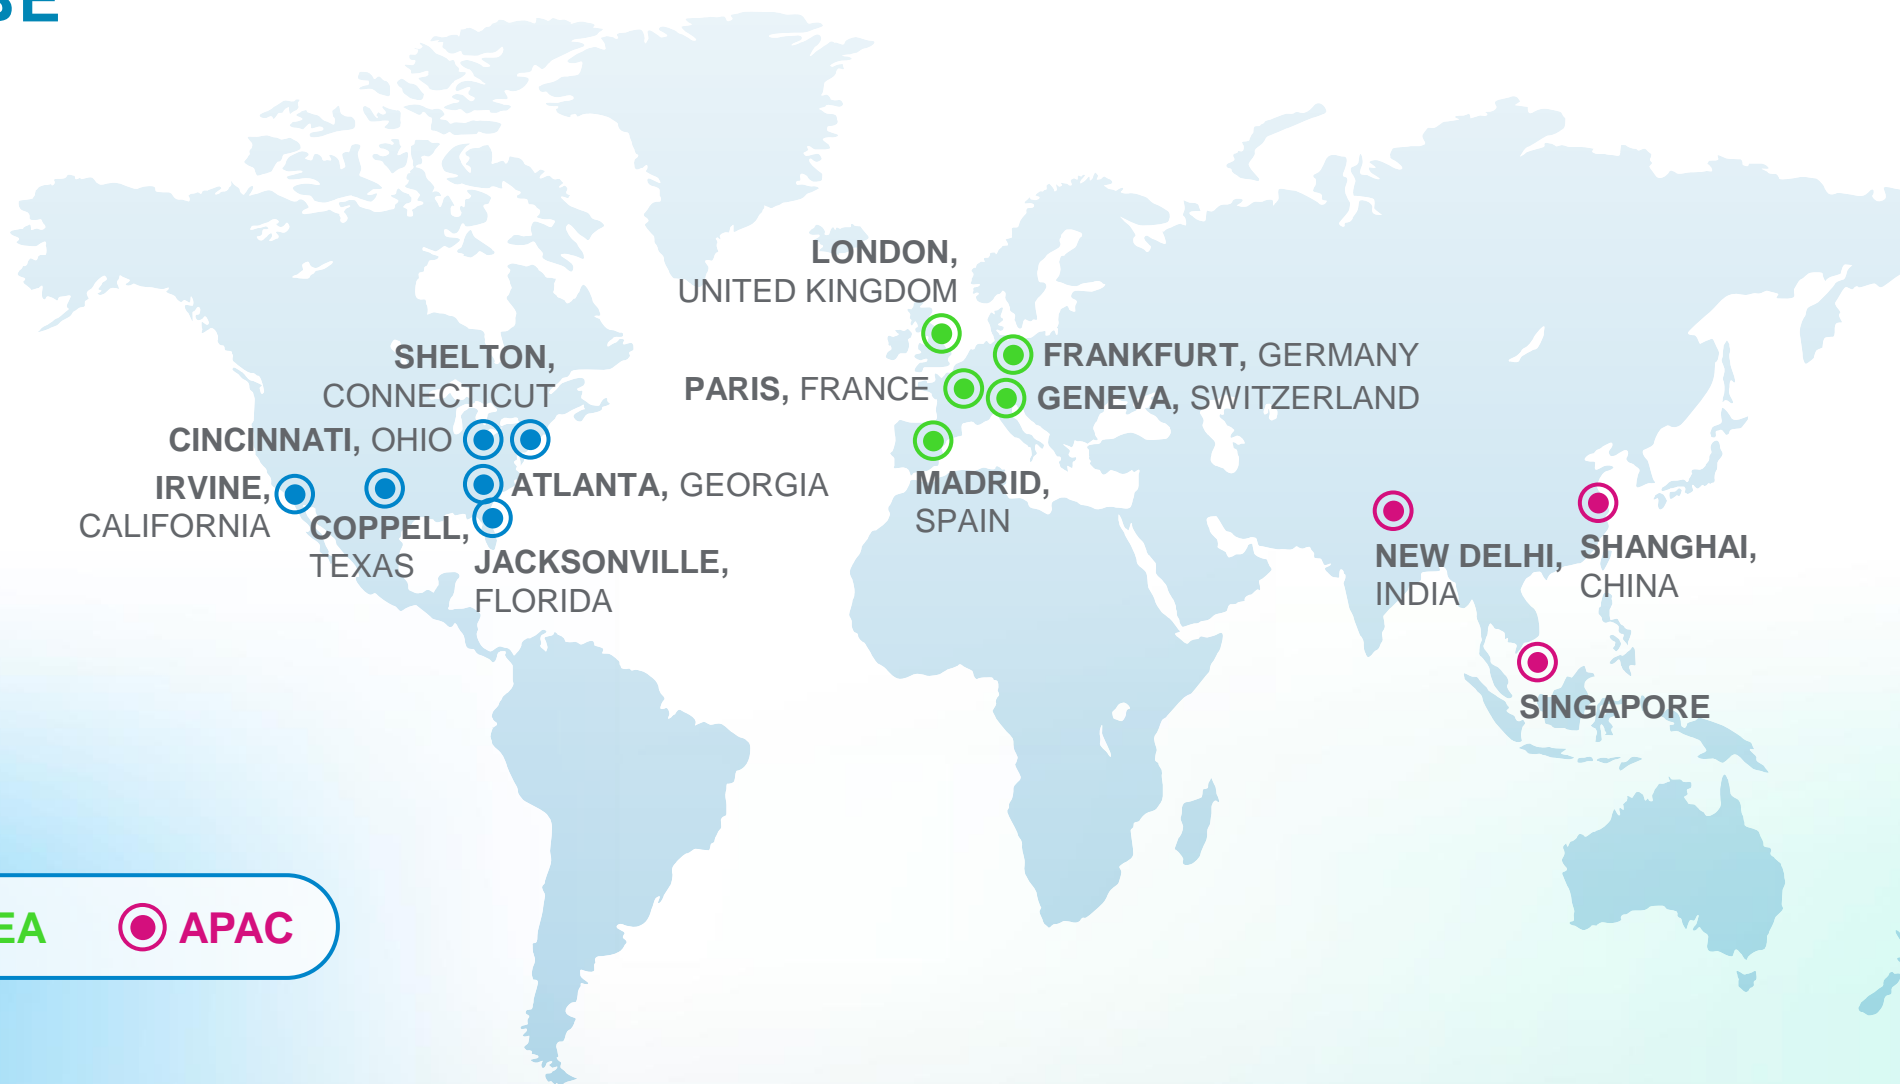 LONDON,
UNITED KINGDOM
SHELTON,
CONNECTICUT
FRANKFURT, GERMANY
PARIS, FRANCE
GENEVA, SWITZERLAND
CINCINNATI, OHIO
IRVINE,
CALIFORNIA
ATLANTA, GEORGIA
MADRID,
SPAIN
COPPELL,
TEXAS
JACKSONVILLE,
FLORIDA
NEW DELHI,
INDIA
SHANGHAI,
CHINA
SINGAPORE
APAC